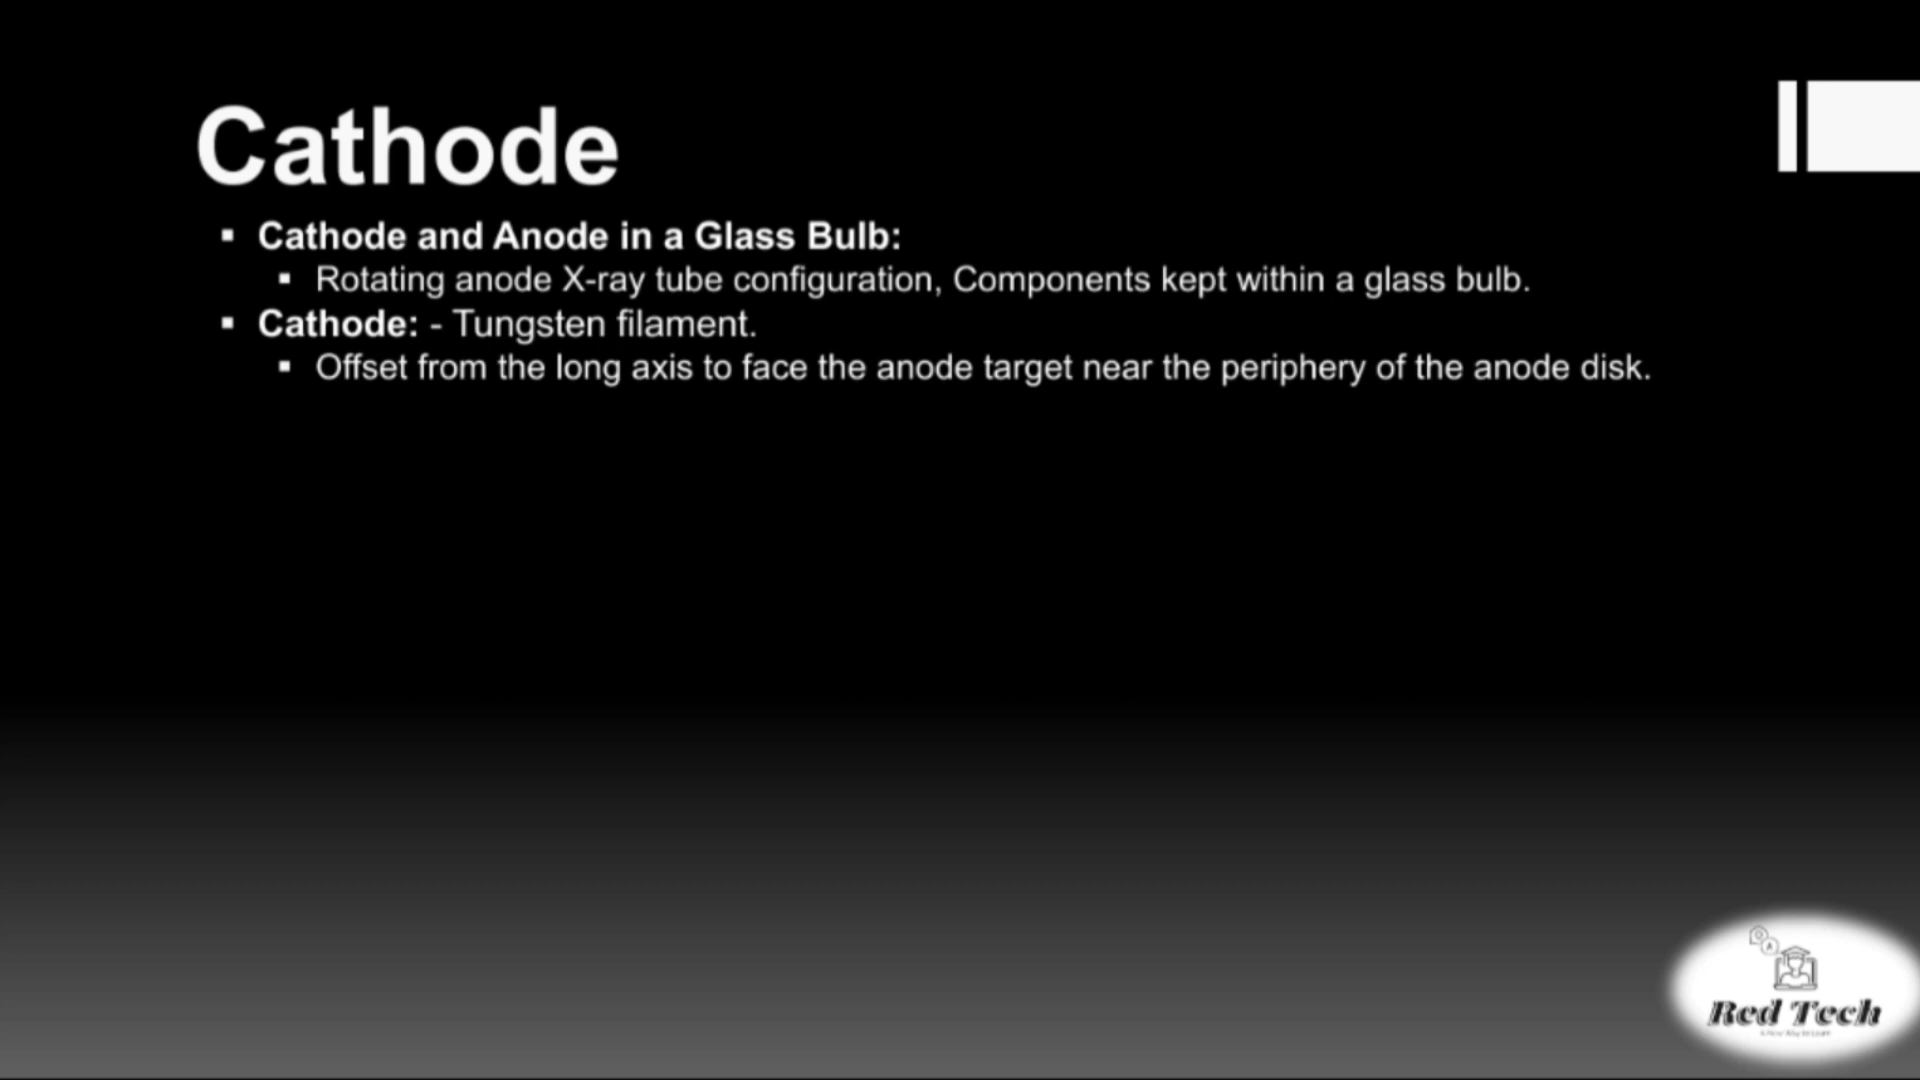 Cathode
▪ Cathode and Anode in a Glass Bulb:
▪ Rotating anode X-ray tube configuration, Components kept within a glass bulb.
▪ Cathode: - Tungsten filament.
▪ Offset from the long axis to face the anode target near the periphery of the anode disk.
Q
A
Red Tech